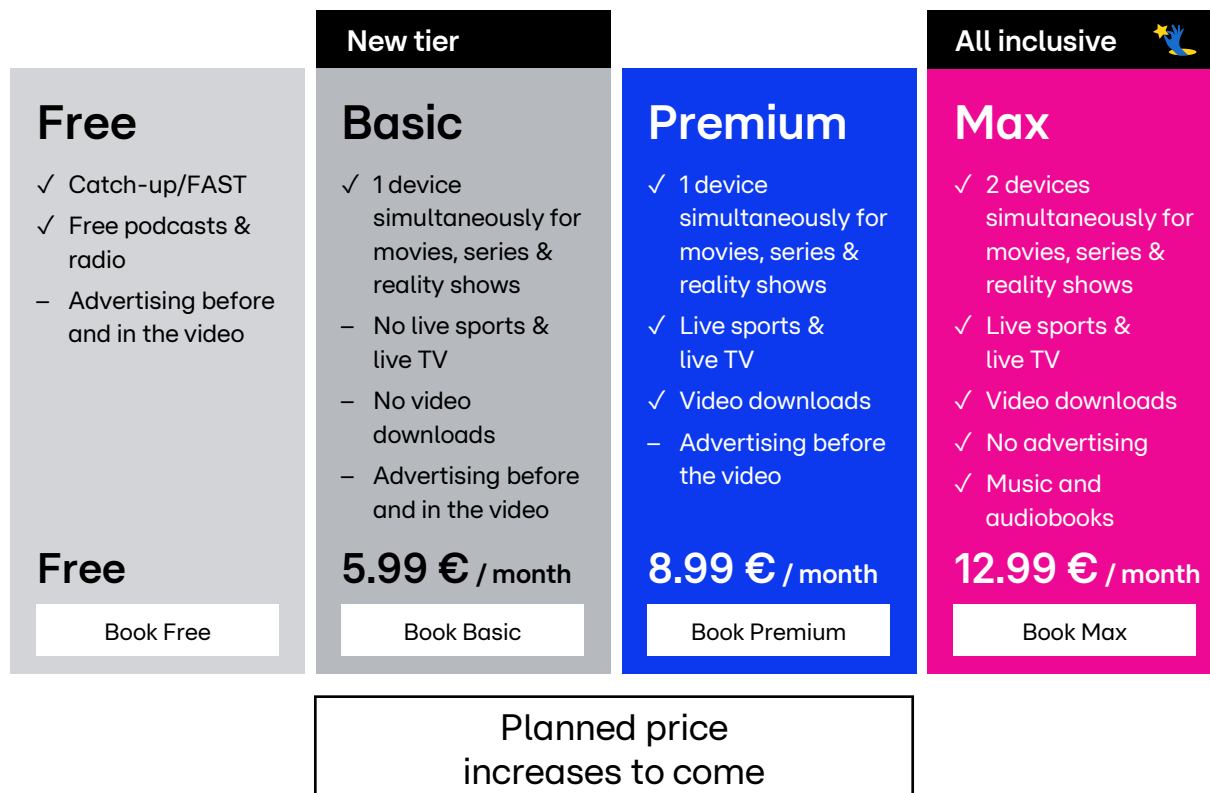 Free
✓ Catch-up/FAST
✓ Free podcasts &
radio
– Advertising before
and in the video
Free
Book Free
New tier
Basic
✓ 1 device
simultaneously for
movies, series &
reality shows
– No live sports &
live TV
– No video
downloads
– Advertising before
and in the video
5.99 € / month
Book Basic
Premium
✓ 1 device
simultaneously for
movies, series &
reality shows
✓ Live sports &
live TV
✓ Video downloads
– Advertising before
the video
8.99 € / month
Book Premium
All inclusive
Max
✓ 2 devices
simultaneously for
movies, series &
reality shows
✓ Live sports &
live TV
✓ Video downloads
✓ No advertising
✓ Music and
audiobooks
12.99 € / month
Book Max
Planned price
increases to come